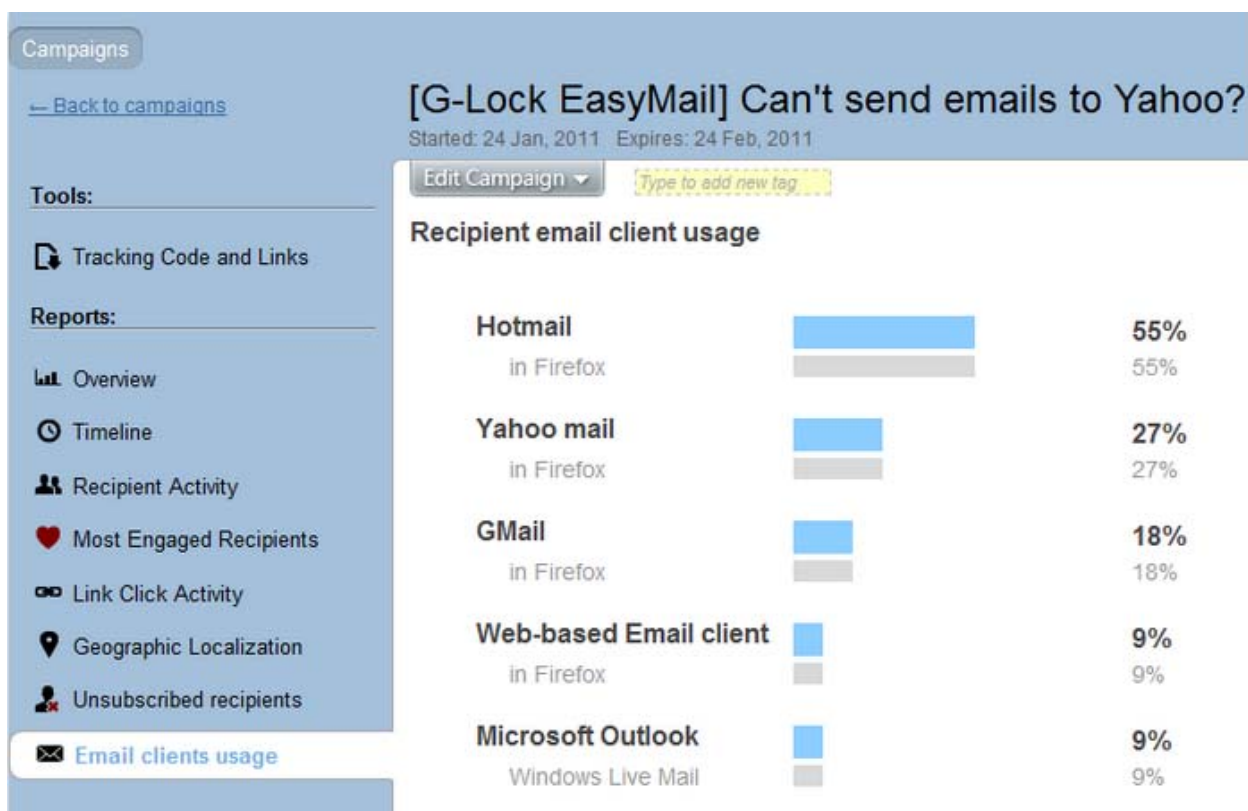 Campaigns
← Back to campaigns
[G-Lock EasyMail] Can't send emails to Yahoo?
Started: 24 Jan, 2011 Expires: 24 Feb, 2011
Edit Campaign
Type to add new tag
Tools:
Tracking Code and Links
Reports:
Overview
Timeline
Recipient Activity
Most Engaged Recipients
Link Click Activity
Geographic Localization
Unsubscribed recipients
Email clients usage
Recipient email client usage
Hotmail 55%
in Firefox 55%
Yahoo mail 27%
in Firefox 27%
GMail 18%
in Firefox 18%
Web-based Email client 9%
in Firefox 9%
Microsoft Outlook 9%
Windows Live Mail 9%